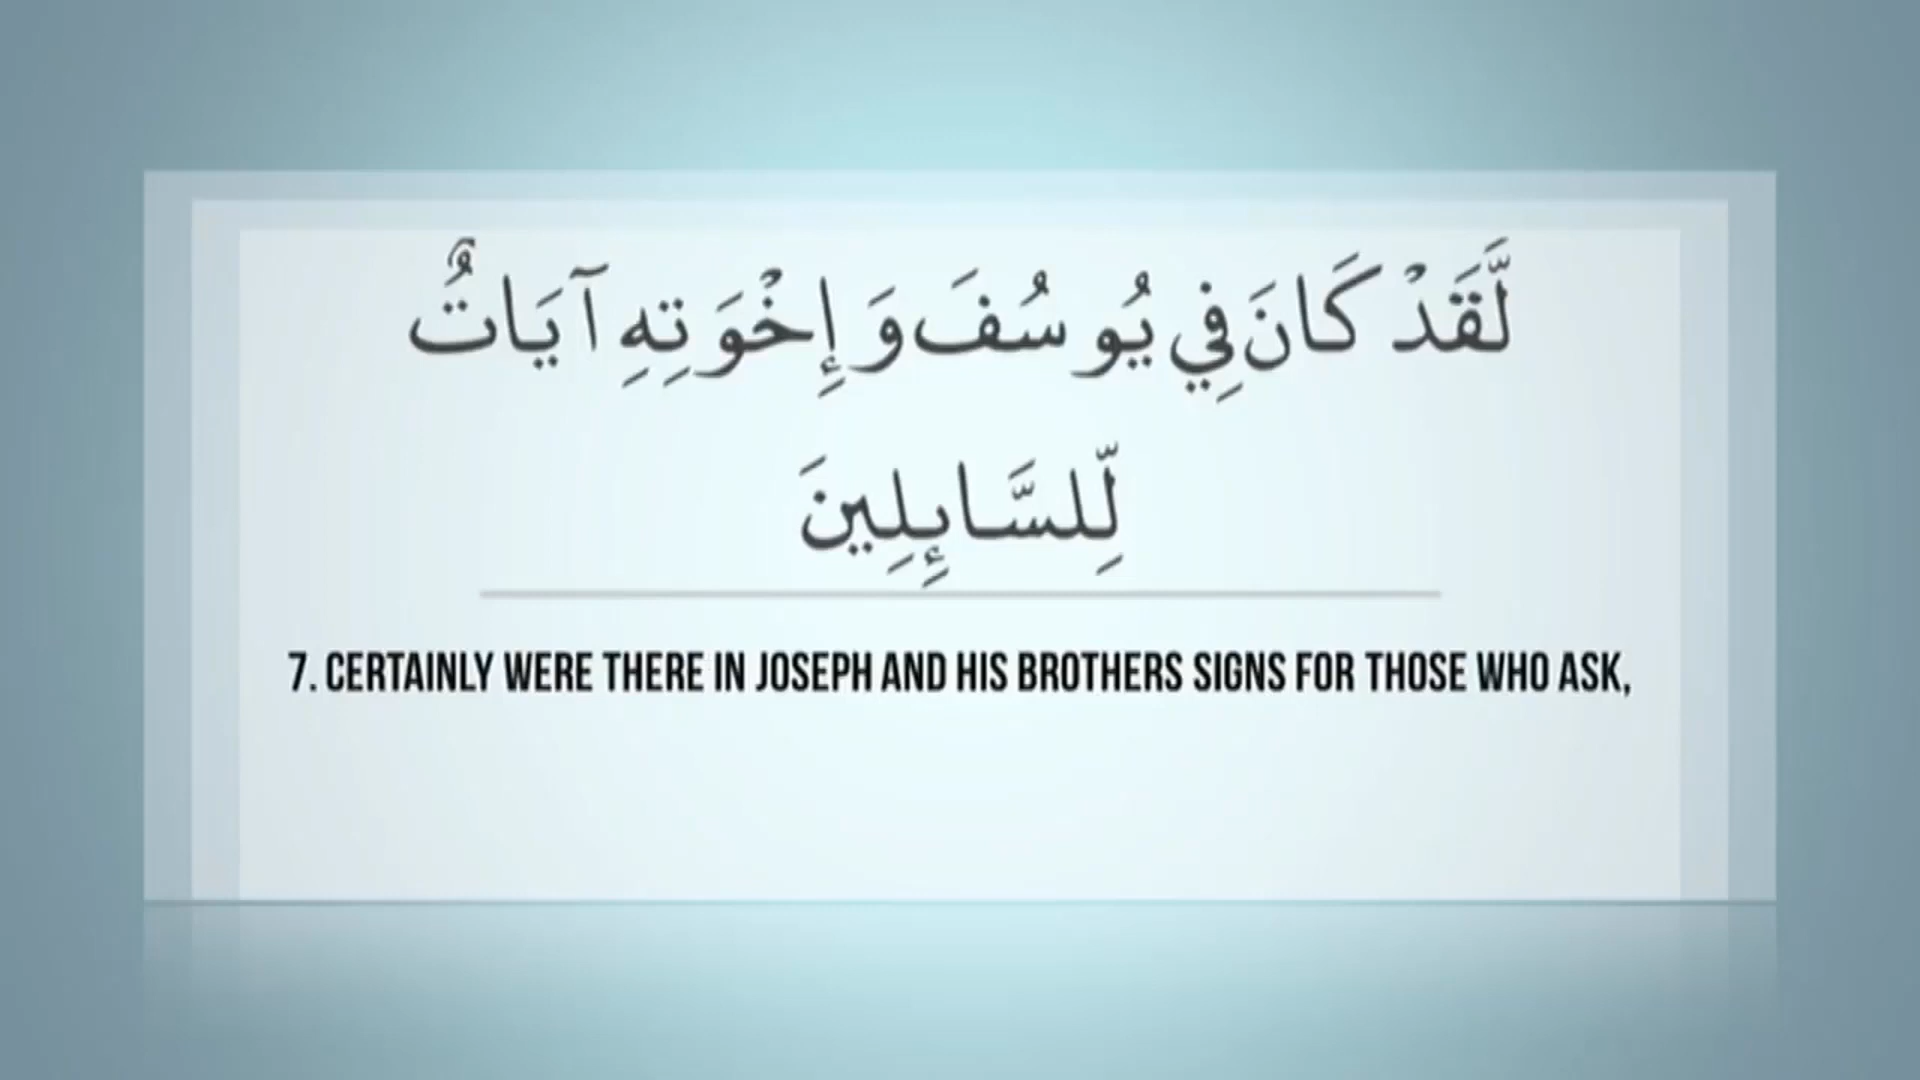 لَّقَدْ كَانَ فِي يُوسُفَ وَإِخْوَتِهِ آيَاتٌ
لِّلسَّائِلِينَ
7. CERTAINLY WERE THERE IN JOSEPH AND HIS BROTHERS SIGNS FOR THOSE WHO ASK,